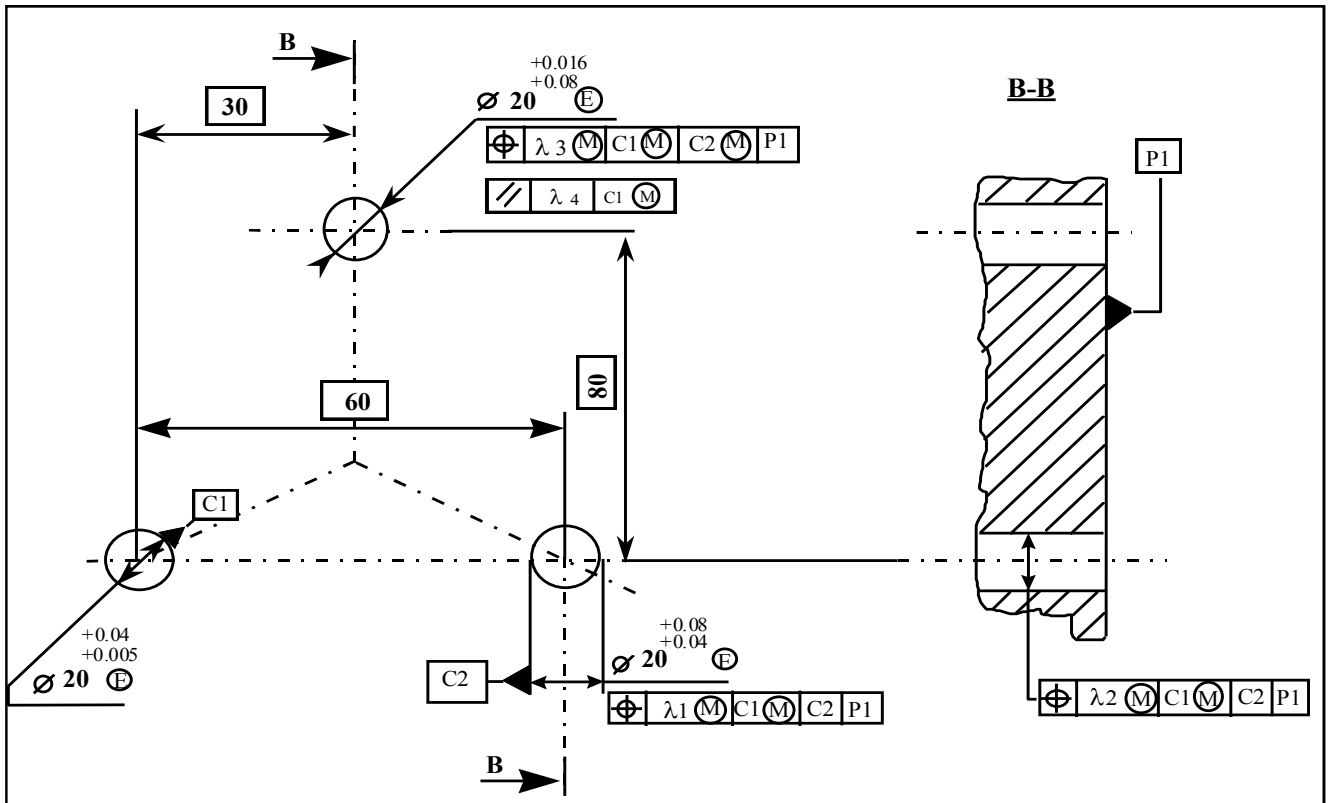 B
+0.016
+0.08
⌀ 20 Ⓔ
B-B
30
⌖ λ 3 Ⓜ C1 Ⓜ C2 Ⓜ P1
P1
⫽ λ 4 C1 Ⓜ
80
60
C1
+0.04
+0.005
⌀ 20 Ⓔ
+0.08
+0.04
⌀ 20 Ⓔ
C2
⌖ λ1 Ⓜ C1 Ⓜ C2 P1
⌖ λ2 Ⓜ C1 Ⓜ C2 P1
B